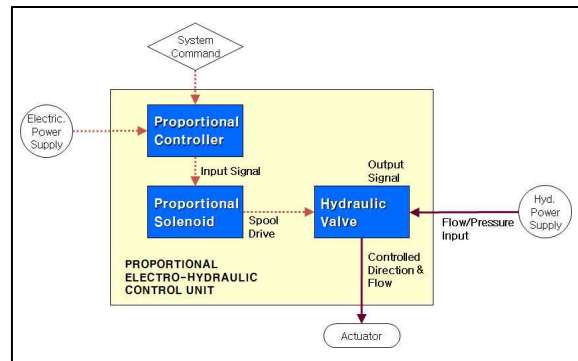 System
Command
Electric.
Power
Supply
Proportional
Controller
Input Signal
Output
Signal
Proportional
Solenoid
Spool
Drive
Hydraulic
Valve
Flow/Pressure
Input
Hyd.
Power
Supply
PROPORTIONAL
ELECTRO-HYDRAULIC
CONTROL UNIT
Controlled
Direction &
Flow
Actuator